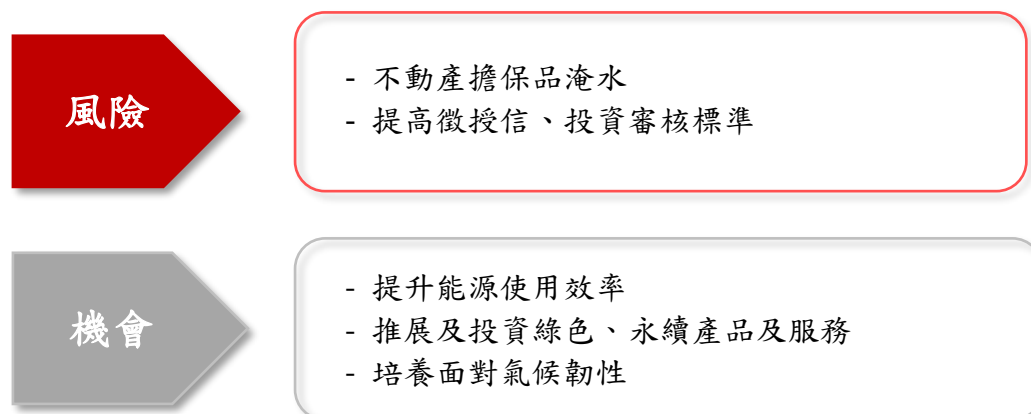 風險
- 不動產擔保品淹水
- 提高徵授信、投資審核標準
機會
- 提升能源使用效率
- 推展及投資綠色、永續產品及服務
- 培養面對氣候韌性